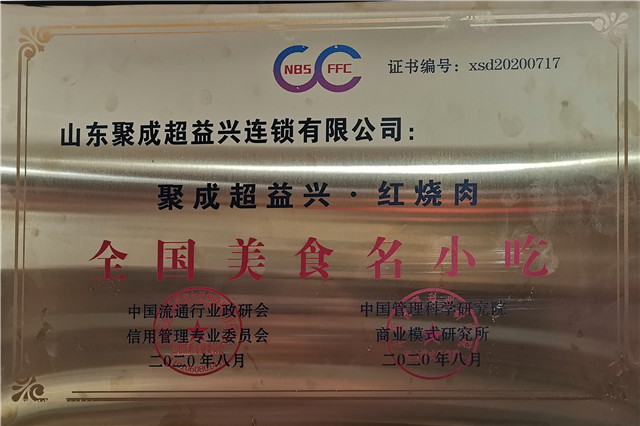 NBS FFC
证书编号：xsd20200717
山东聚成超益兴连锁有限公司：
聚成超益兴·红烧肉
全国美食名小吃
中国流通行业政研会
信用管理专业委员会
二〇二〇年八月
中国管理科学研究院
商业模式研究所
二〇二〇年八月